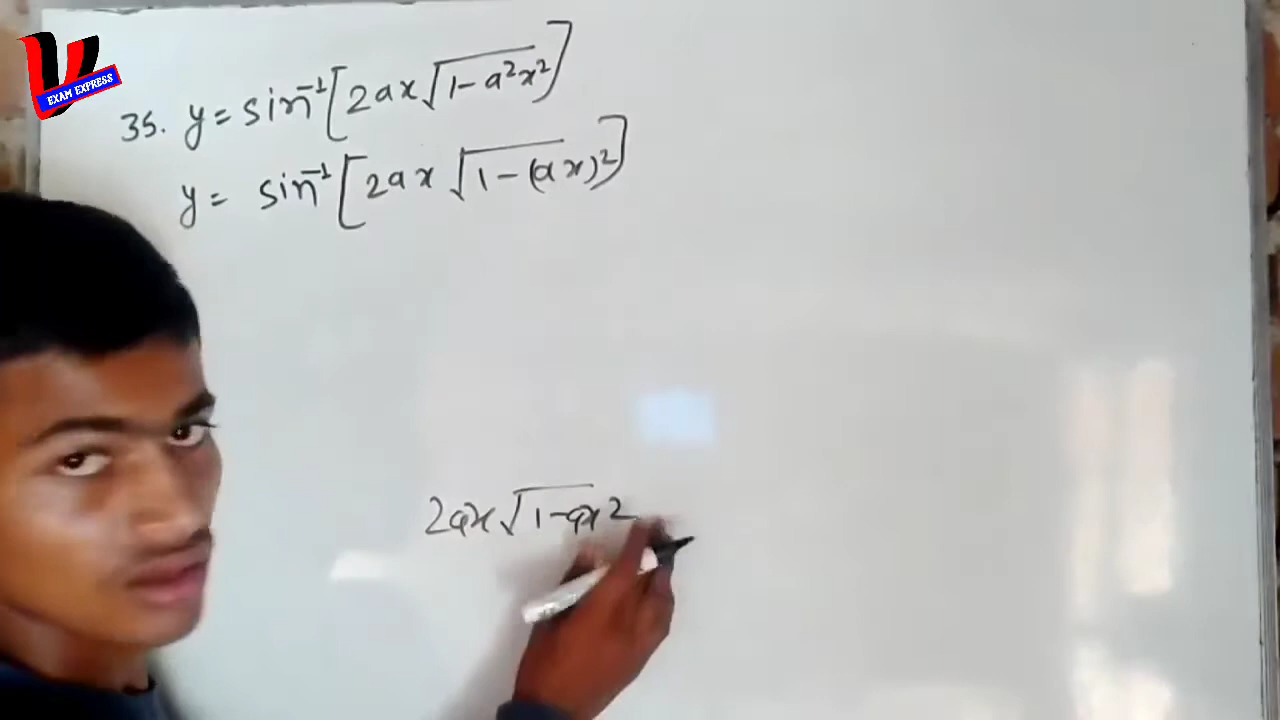 EXAM EXPRESS
35. y = sin⁻¹[2ax√(1-a²x²)]
y = sin⁻¹[2ax √(1-(ax)²)]
2ax√(1-ax²)